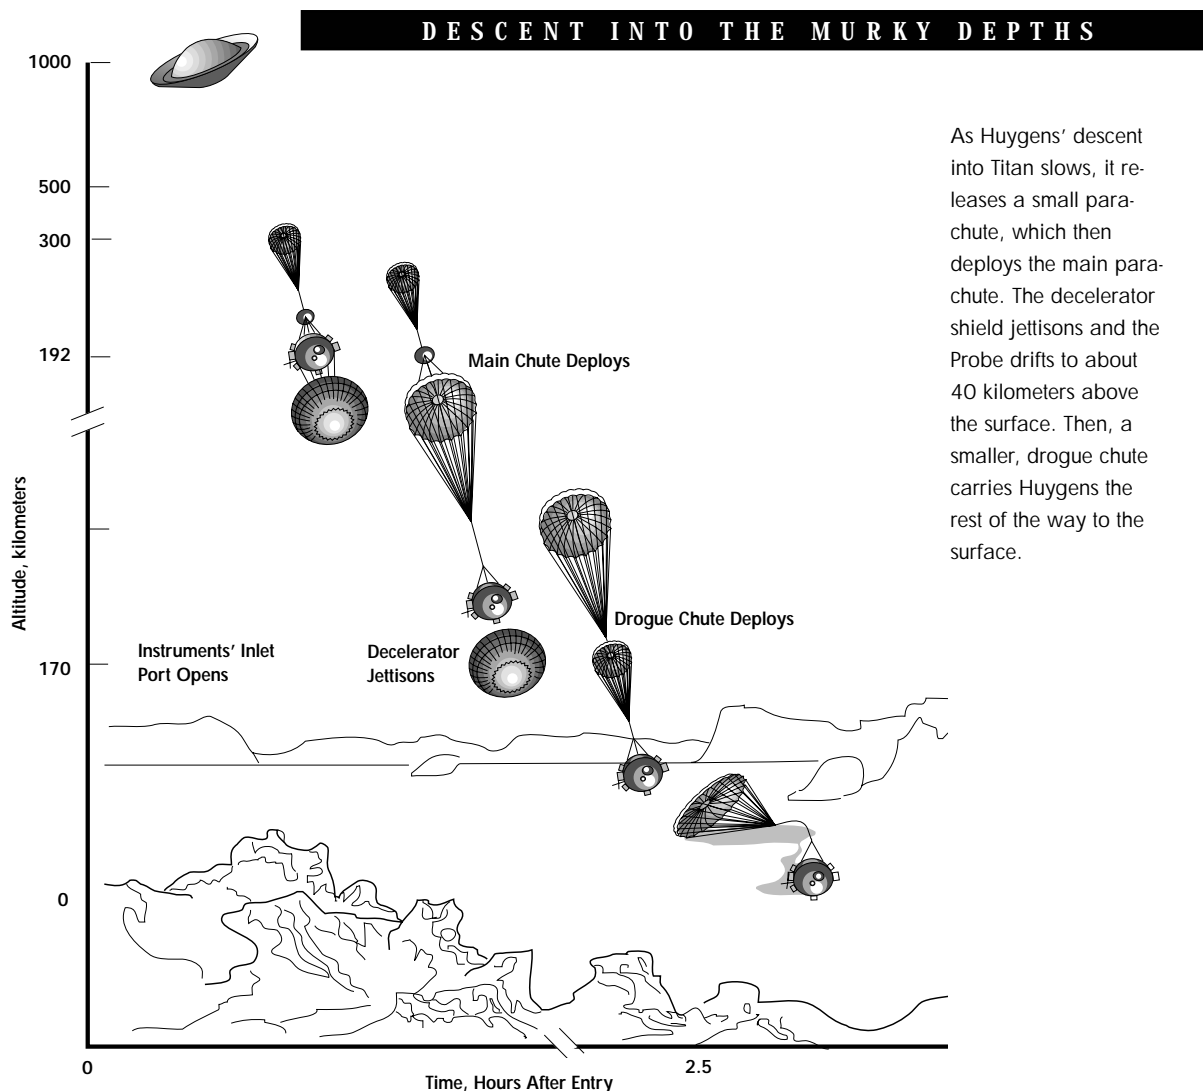 DESCENT INTO THE MURKY DEPTHS
1000
500
300
192
170
0
Altitude, kilometers
Main Chute Deploys
Drogue Chute Deploys
Instruments' Inlet
Port Opens
Decelerator
Jettisons
0
2.5
Time, Hours After Entry
As Huygens' descent
into Titan slows, it re-
leases a small para-
chute, which then
deploys the main para-
chute. The decelerator
shield jettisons and the
Probe drifts to about
40 kilometers above
the surface. Then, a
smaller, drogue chute
carries Huygens the
rest of the way to the
surface.